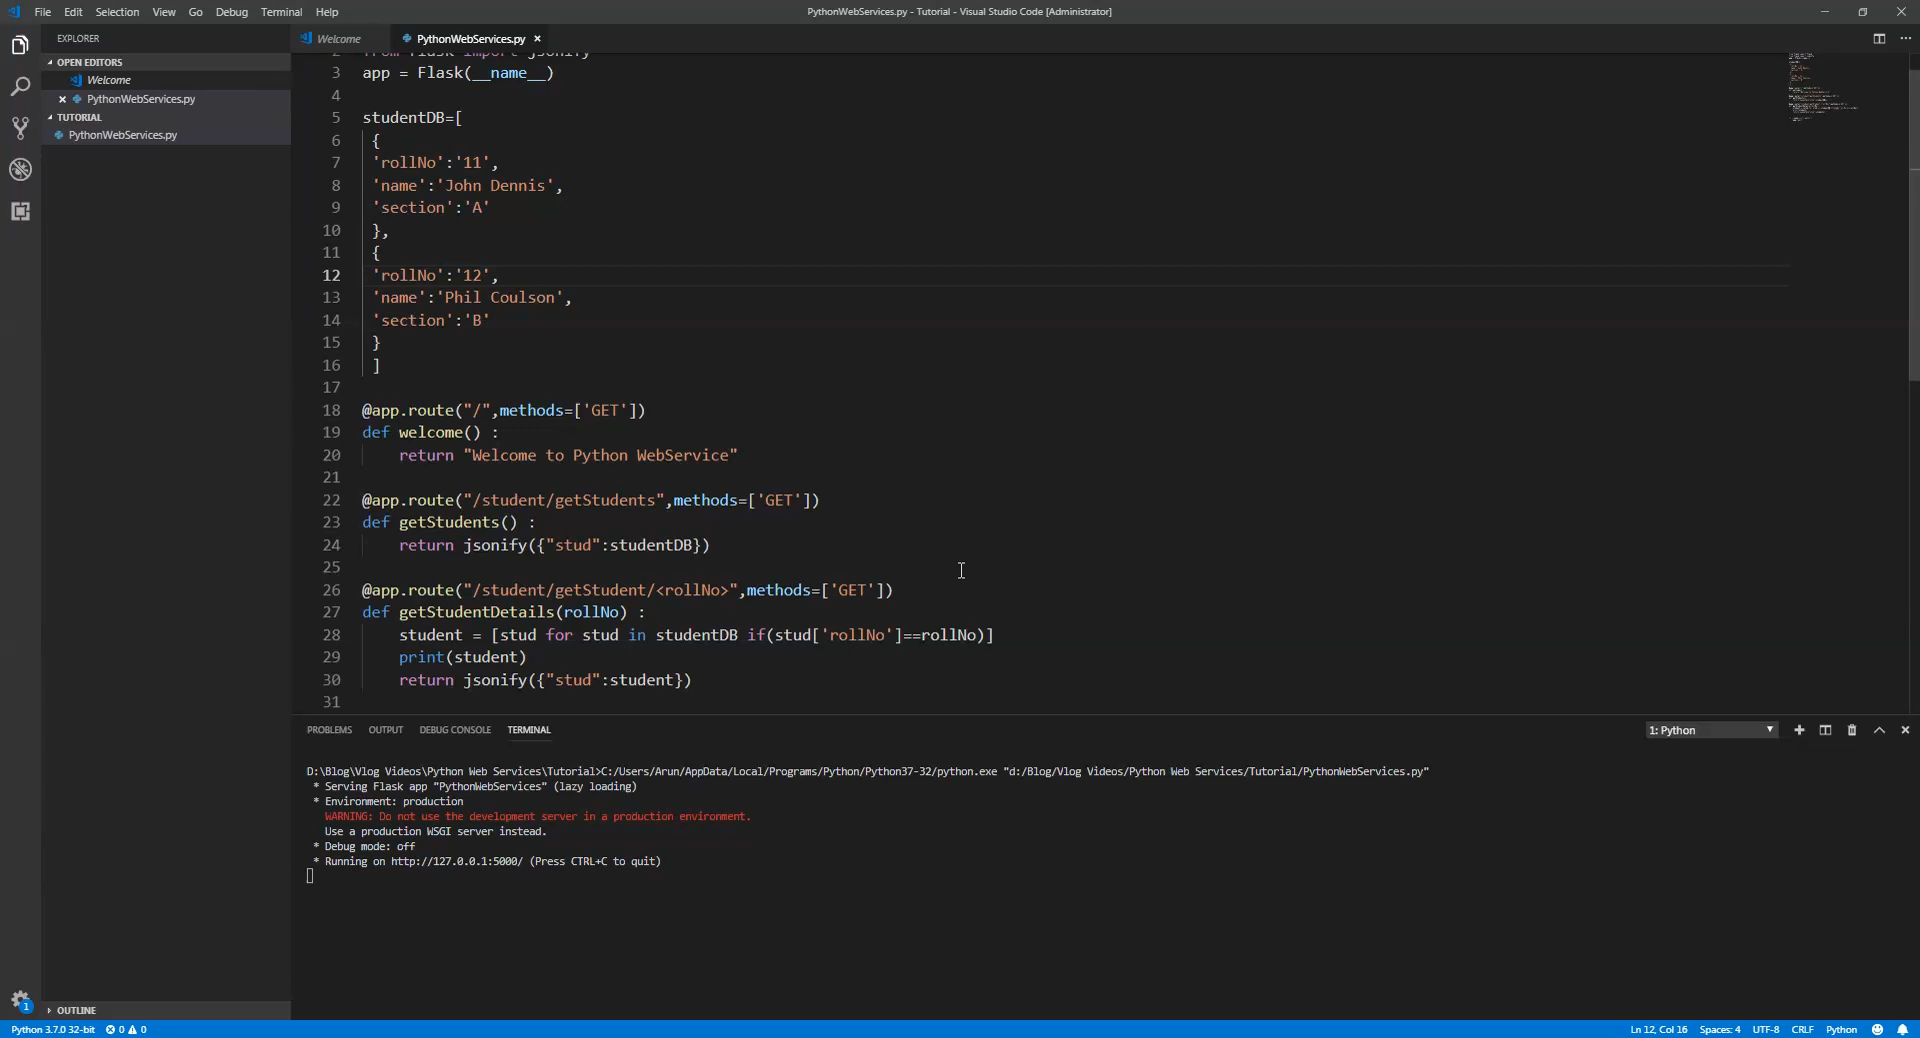 File Edit Selection View Go Debug Terminal Help
PythonWebServices.py - Tutorial - Visual Studio Code [Administrator]
EXPLORER
OPEN EDITORS
Welcome
PythonWebServices.py
TUTORIAL
PythonWebServices.py
OUTLINE
Welcome PythonWebServices.py
2 from flask import jsonify
3 app = Flask(__name__)
4
5 studentDB=[
6 {
7 'rollNo':'11',
8 'name':'John Dennis',
9 'section':'A'
10 },
11 {
12 'rollNo':'12',
13 'name':'Phil Coulson',
14 'section':'B'
15 }
16 ]
17
18 @app.route("/",methods=['GET'])
19 def welcome() :
20 return "Welcome to Python WebService"
21
22 @app.route("/student/getStudents",methods=['GET'])
23 def getStudents() :
24 return jsonify({"stud":studentDB})
25
26 @app.route("/student/getStudent/<rollNo>",methods=['GET'])
27 def getStudentDetails(rollNo) :
28 student = [stud for stud in studentDB if(stud['rollNo']==rollNo)]
29 print(student)
30 return jsonify({"stud":student})
31
PROBLEMS OUTPUT DEBUG CONSOLE TERMINAL
1: Python
D:\Blog\Vlog Videos\Python Web Services\Tutorial>C:/Users/Arun/AppData/Local/Programs/Python/Python37-32/python.exe "d:/Blog/Vlog Videos/Python Web Services/Tutorial/PythonWebServices.py"
* Serving Flask app "PythonWebServices" (lazy loading)
* Environment: production
WARNING: Do not use the development server in a production environment.
Use a production WSGI server instead.
* Debug mode: off
* Running on http://127.0.0.1:5000/ (Press CTRL+C to quit)
1
Python 3.7.0 32-bit 0 0
Ln 12, Col 16 Spaces: 4 UTF-8 CRLF Python